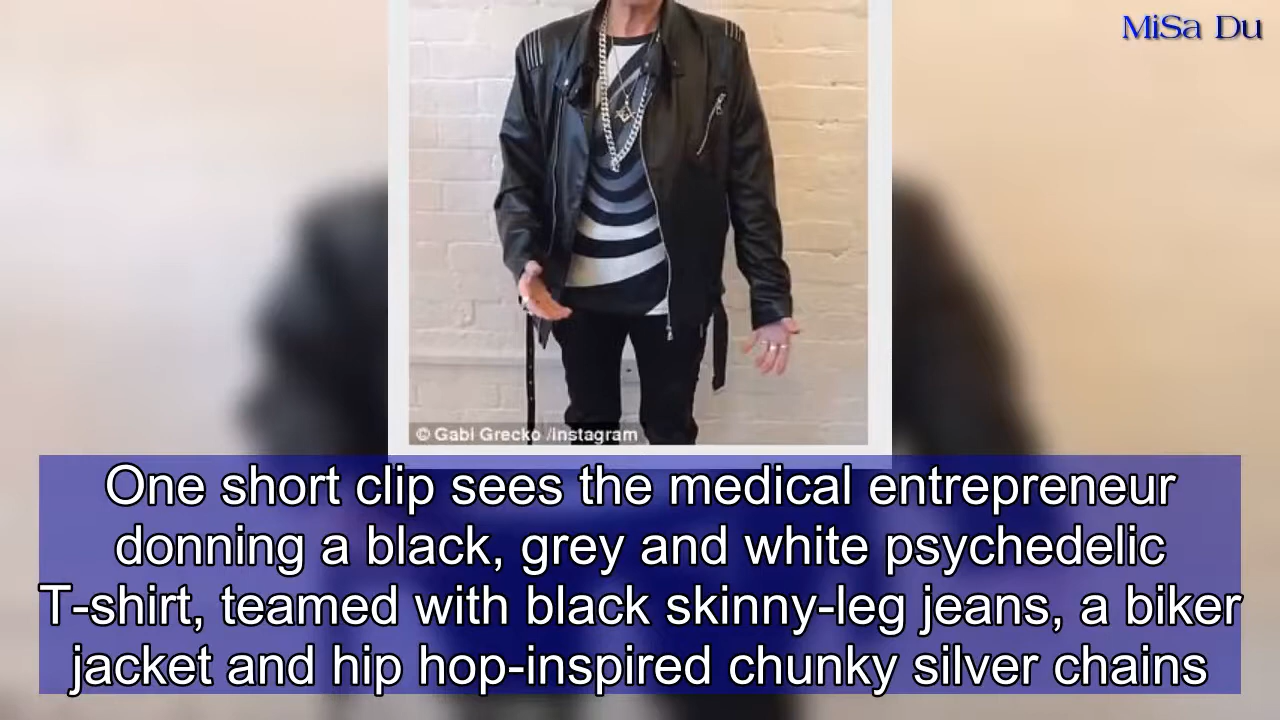 MiSa Du
© Gabi Grecko /Instagram
One short clip sees the medical entrepreneur
donning a black, grey and white psychedelic
T-shirt, teamed with black skinny-leg jeans, a biker
jacket and hip hop-inspired chunky silver chains